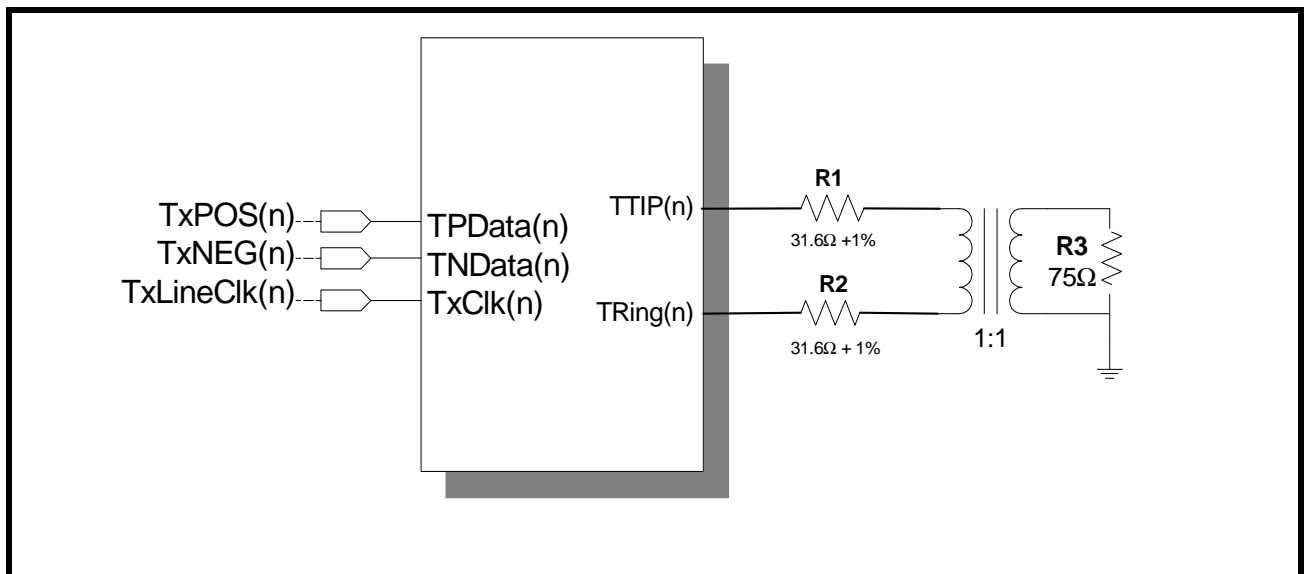 TxPOS(n)
TxNEG(n)
TxLineClk(n)
TPData(n)
TNData(n)
TxClk(n)
TTIP(n)
TRing(n)
R1
31.6Ω +1%
R2
31.6Ω + 1%
1:1
R3
75Ω